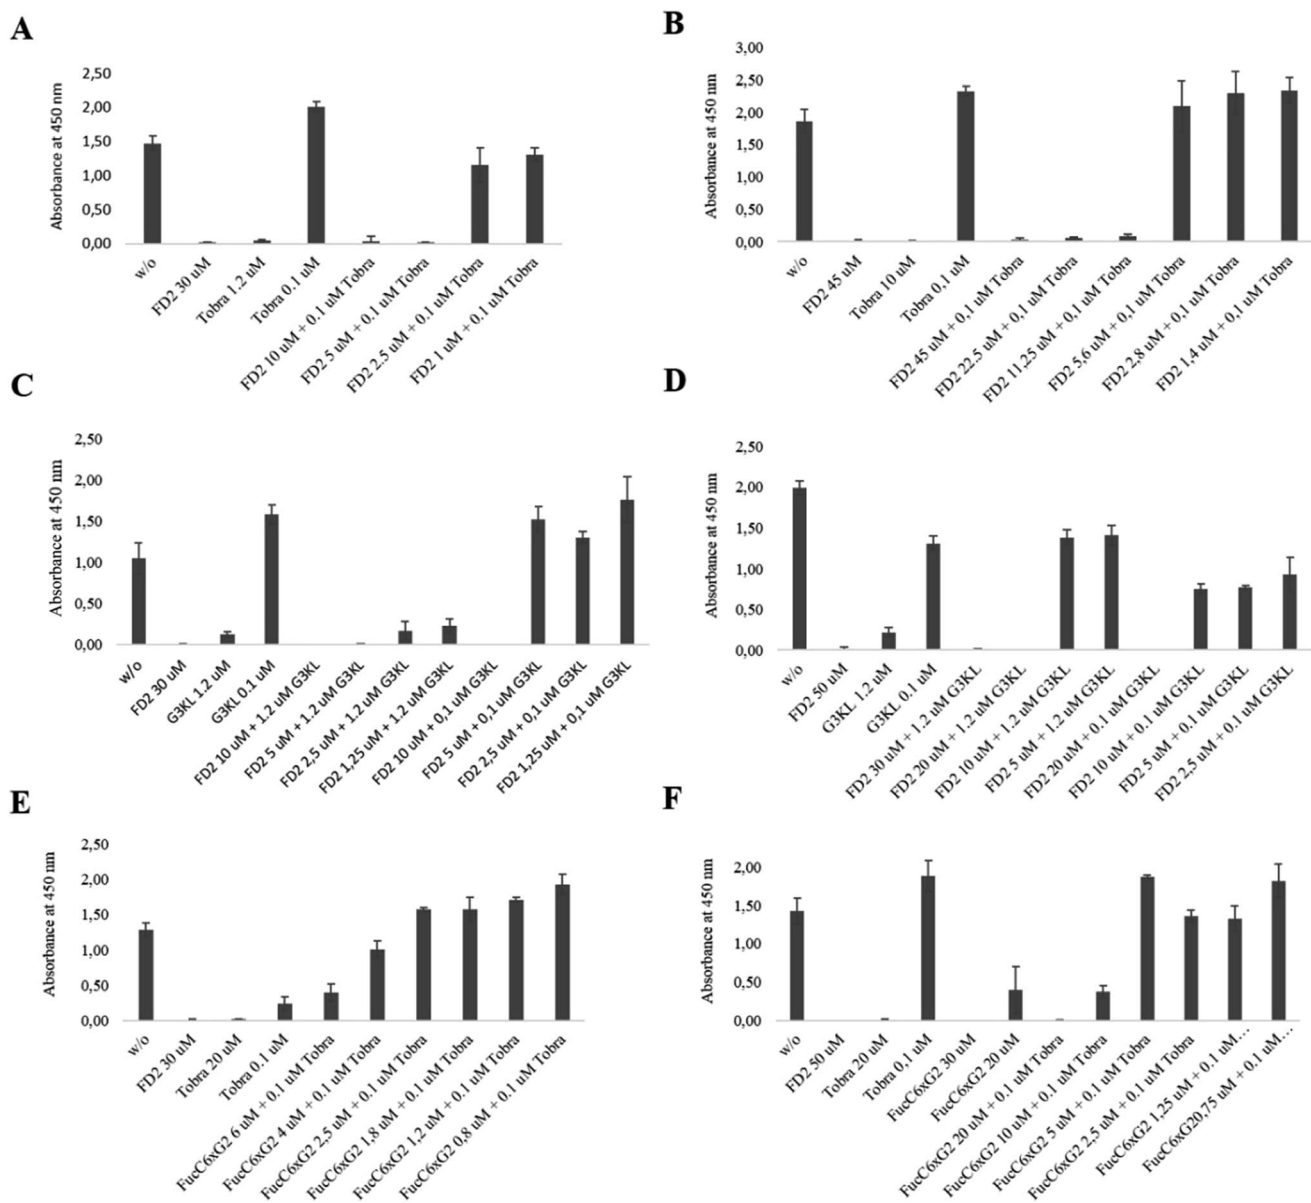 A
Absorbance at 450 nm
2,50
2,00
1,50
1,00
0,50
0,00
w/o
FD2 30 uM
Tobra 1.2 uM
Tobra 0.1 uM
FD2 10 uM + 0.1 uM Tobra
FD2 5 uM + 0.1 uM Tobra
FD2 2.5 uM + 0.1 uM Tobra
FD2 1 uM + 0.1 uM Tobra
B
Absorbance at 450 nm
3,00
2,50
2,00
1,50
1,00
0,50
0,00
w/o
FD2 45 uM
Tobra 10 uM
Tobra 0,1 uM
FD2 45 uM + 0,1 uM Tobra
FD2 22.5 uM + 0,1 uM Tobra
FD2 11,25 uM + 0,1 uM Tobra
FD2 5,6 uM + 0,1 uM Tobra
FD2 2,8 uM + 0,1 uM Tobra
FD2 1,4 uM + 0,1 uM Tobra
C
Absorbance at 450 nm
2,50
2,00
1,50
1,00
0,50
0,00
w/o
FD2 30 uM
G3KL 1.2 uM
G3KL 0.1 uM
FD2 10 uM + 1.2 uM G3KL
FD2 5 uM + 1.2 uM G3KL
FD2 2,5 uM + 1.2 uM G3KL
FD2 1,25 uM + 1.2 uM G3KL
FD2 10 uM + 0,1 uM G3KL
FD2 5 uM + 0,1 uM G3KL
FD2 2,5 uM + 0,1 uM G3KL
FD2 1,25 uM + 0,1 uM G3KL
D
Absorbance at 450 nm
2,50
2,00
1,50
1,00
0,50
0,00
w/o
FD2 50 uM
G3KL 1.2 uM
G3KL 0.1 uM
FD2 30 uM + 1.2 uM G3KL
FD2 20 uM + 1.2 uM G3KL
FD2 10 uM + 1.2 uM G3KL
FD2 5 uM + 1.2 uM G3KL
FD2 20 uM + 0.1 uM G3KL
FD2 10 uM + 0.1 uM G3KL
FD2 5 uM + 0.1 uM G3KL
FD2 2,5 uM + 0.1 uM G3KL
E
Absorbance at 450 nm
2,50
2,00
1,50
1,00
0,50
0,00
w/o
FD2 30 uM
Tobra 20 uM
Tobra 0.1 uM
FucC6xG2 6 uM + 0.1 uM Tobra
FucC6xG2 4 uM + 0.1 uM Tobra
FucC6xG2 2,5 uM + 0.1 uM Tobra
FucC6xG2 1,8 uM + 0.1 uM Tobra
FucC6xG2 1,2 uM + 0.1 uM Tobra
FucC6xG2 0,8 uM + 0.1 uM Tobra
F
Absorbance at 450 nm
2,00
1,50
1,00
0,50
0,00
w/o
FD2 50 uM
Tobra 20 uM
Tobra 0,1 uM
FucC6xG2 30 uM
FucC6xG2 20 uM
FucC6xG2 20 uM + 0.1 uM Tobra
FucC6xG2 10 uM + 0.1 uM Tobra
FucC6xG2 5 uM + 0.1 uM Tobra
FucC6xG2 2,5 uM + 0.1 uM Tobra
FucC6xG2 1,25 uM + 0.1 uM…
FucC6xG20,75 uM + 0.1 uM…